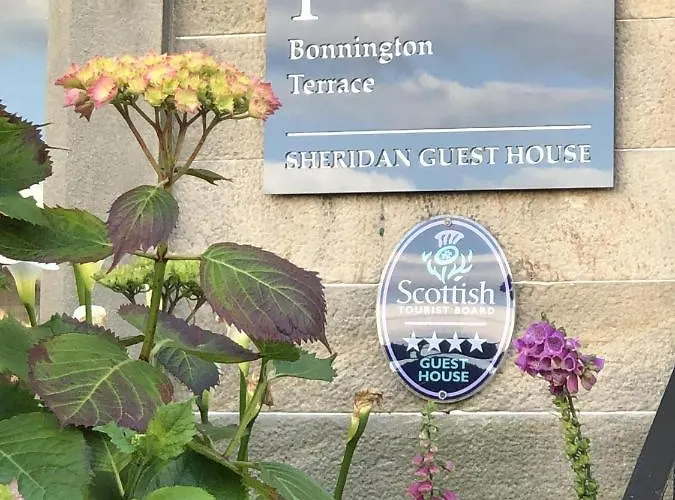 Bonnington
Terrace
SHERIDAN GUEST HOUSE
Scottish
TOURIST BOARD
GUEST
HOUSE